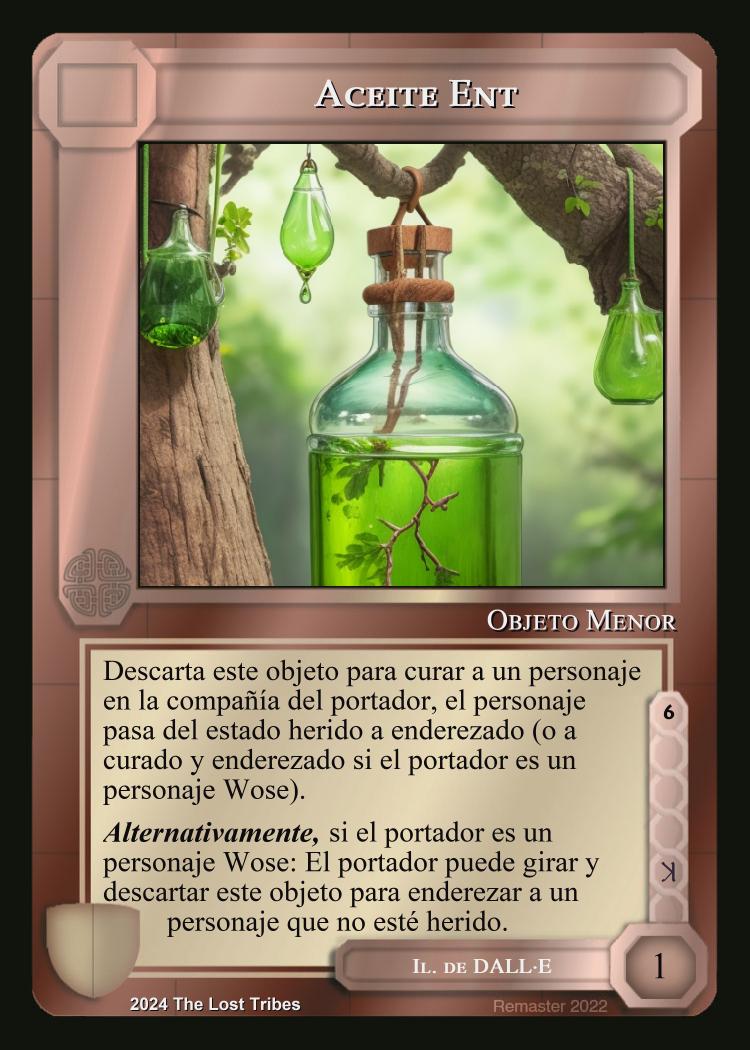 Aceite Ent
Objeto Menor
Descarta este objeto para curar a un personaje
en la compañía del portador, el personaje
pasa del estado herido a enderezado (o a
curado y enderezado si el portador es un
personaje Wose).
Alternativamente, si el portador es un
personaje Wose: El portador puede girar y
descartar este objeto para enderezar a un
personaje que no esté herido.
6
Il. de DALL·E
1
2024 The Lost Tribes
Remaster 2022